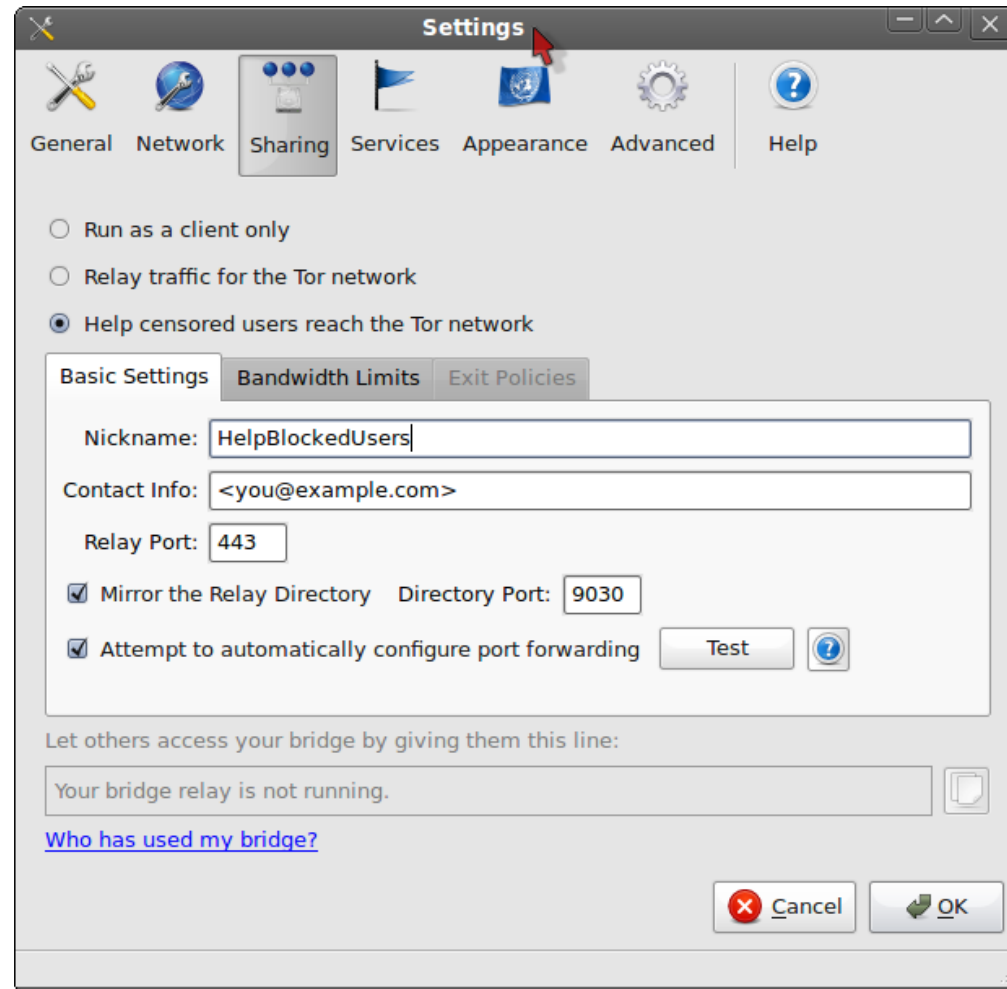 Settings
General Network Sharing Services Appearance Advanced Help
Run as a client only
Relay traffic for the Tor network
Help censored users reach the Tor network
Basic Settings Bandwidth Limits Exit Policies
Nickname: HelpBlockedUsers
Contact Info: <you@example.com>
Relay Port: 443
Mirror the Relay Directory Directory Port: 9030
Attempt to automatically configure port forwarding Test
Let others access your bridge by giving them this line:
Your bridge relay is not running.
Who has used my bridge?
Cancel OK